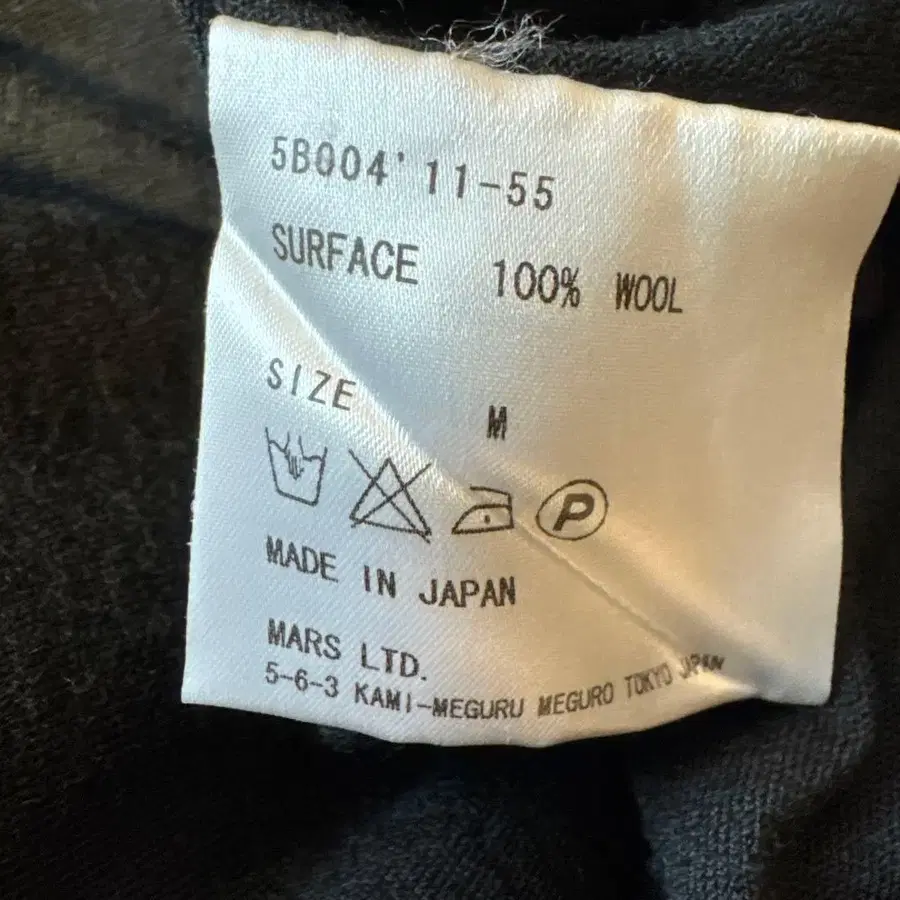 5B004' 11-55
SURFACE 100% WOOL
SIZE M
P
MADE IN JAPAN
MARS LTD.
5-6-3 KAMI-MEGURU MEGURO TOKYO JAPAN